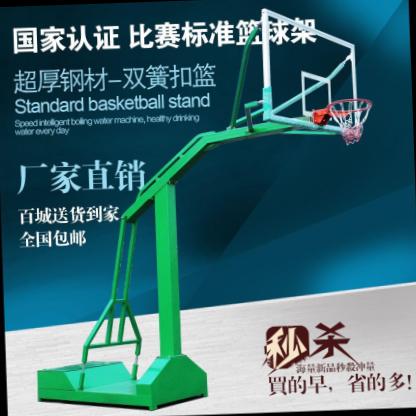 国家认证 比赛标准篮球架
超厚钢材-双簧扣篮
Standard basketball stand
Speed intelligent boiling water machine, healthy drinking
water every day
厂家直销
百城送货到家
全国包邮
秒杀
海量新品秒殺冲量
買的早，省的多!